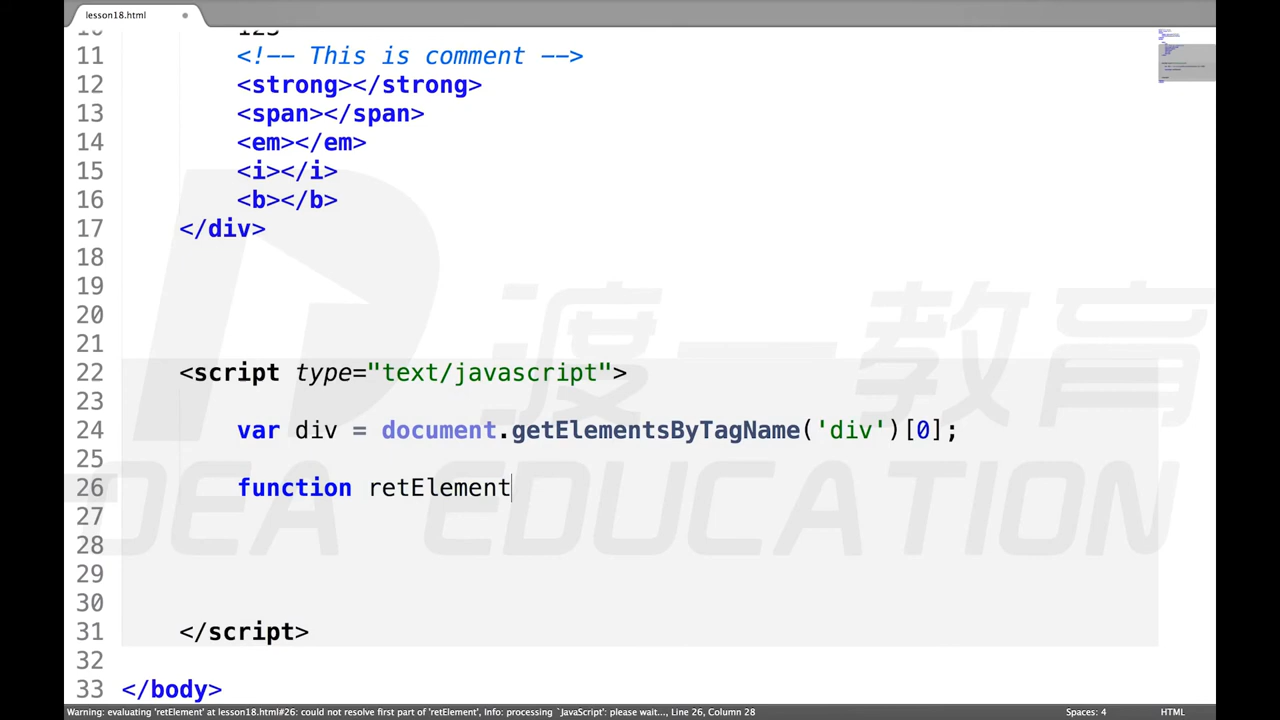 lesson18.html
11 <!-- This is comment -->
12 <strong></strong>
13 <span></span>
14 <em></em>
15 <i></i>
16 <b></b>
17 </div>
18
19
20
21
22 <script type="text/javascript">
23
24 var div = document.getElementsByTagName('div')[0];
25
26 function retElement
27
28
29
30
31 </script>
32
33 </body>
渡一教育
IDEA EDUCATION
Warning: evaluating 'retElement' at lesson18.html#26: could not resolve first part of 'retElement', Info: processing `JavaScript': please wait..., Line 26, Column 28
Spaces: 4
HTML